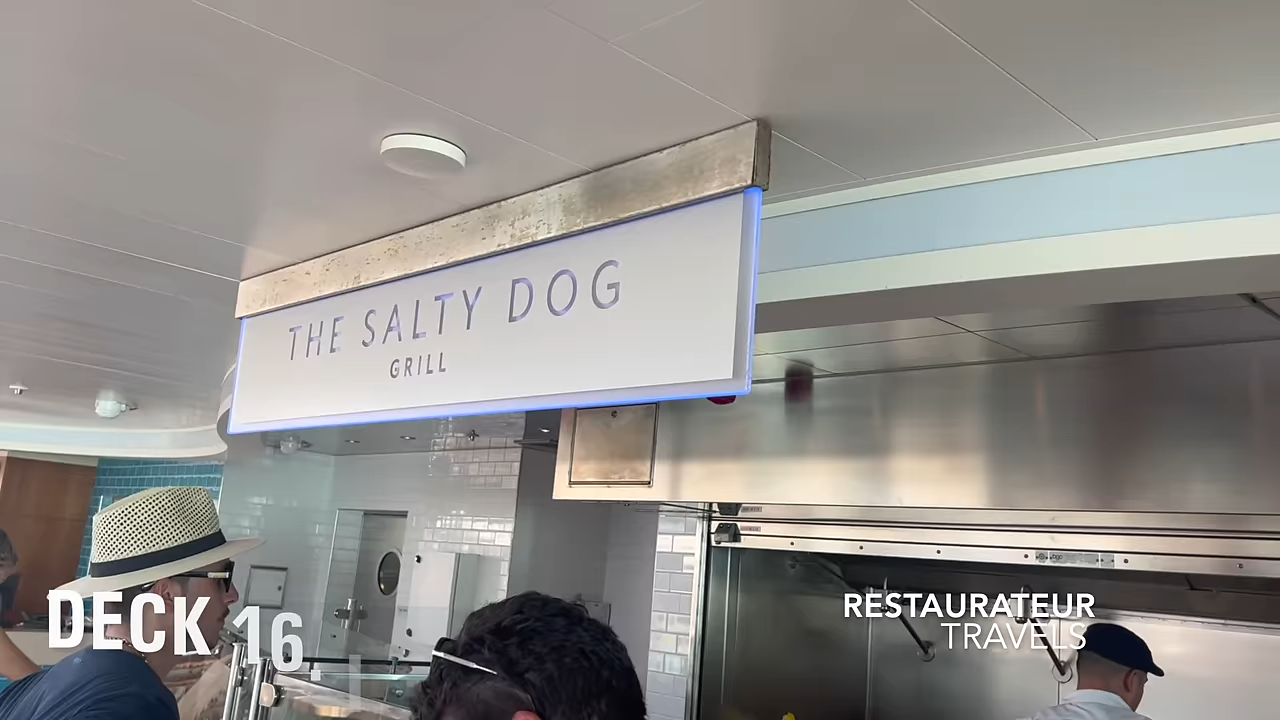 THE SALTY DOG
GRILL
DECK 16
RESTAURATEUR
TRAVELS